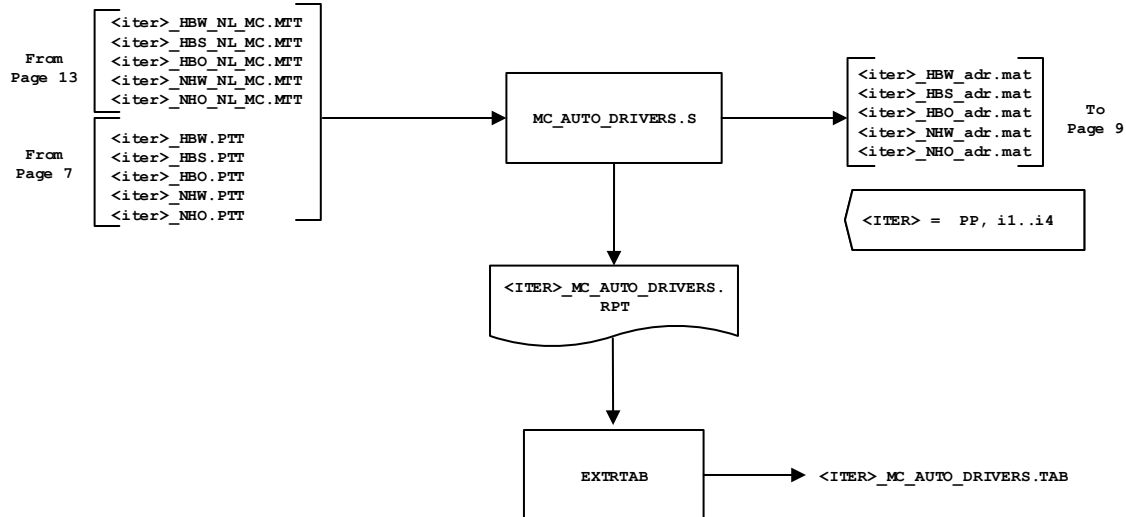 From
Page 13
<iter>_HBW_NL_MC.MTT
<iter>_HBS_NL_MC.MTT
<iter>_HBO_NL_MC.MTT
<iter>_NHW_NL_MC.MTT
<iter>_NHO_NL_MC.MTT
From
Page 7
<iter>_HBW.PTT
<iter>_HBS.PTT
<iter>_HBO.PTT
<iter>_NHW.PTT
<iter>_NHO.PTT
MC_AUTO_DRIVERS.S
<iter>_HBW_adr.mat
<iter>_HBS_adr.mat
<iter>_HBO_adr.mat
<iter>_NHW_adr.mat
<iter>_NHO_adr.mat
To
Page 9
<ITER> = PP, i1..i4
<ITER>_MC_AUTO_DRIVERS.
RPT
EXTRTAB
<ITER>_MC_AUTO_DRIVERS.TAB